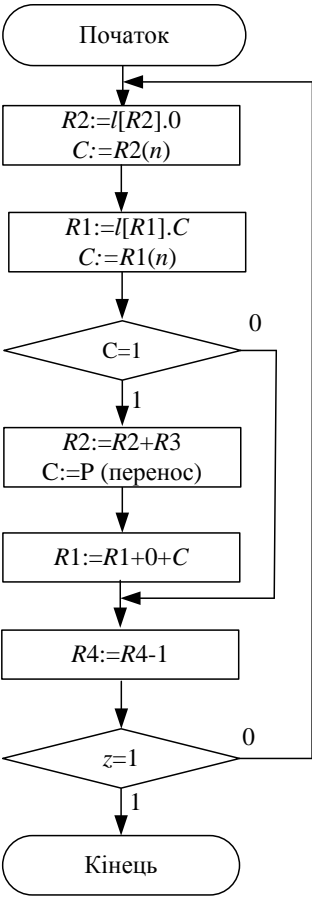 Початок
R2:=l[R2].0
C:=R2(n)
R1:=l[R1].C
C:=R1(n)
0
C=1
1
R2:=R2+R3
C:=P (перенос)
R1:=R1+0+C
R4:=R4-1
0
z=1
1
Кінець